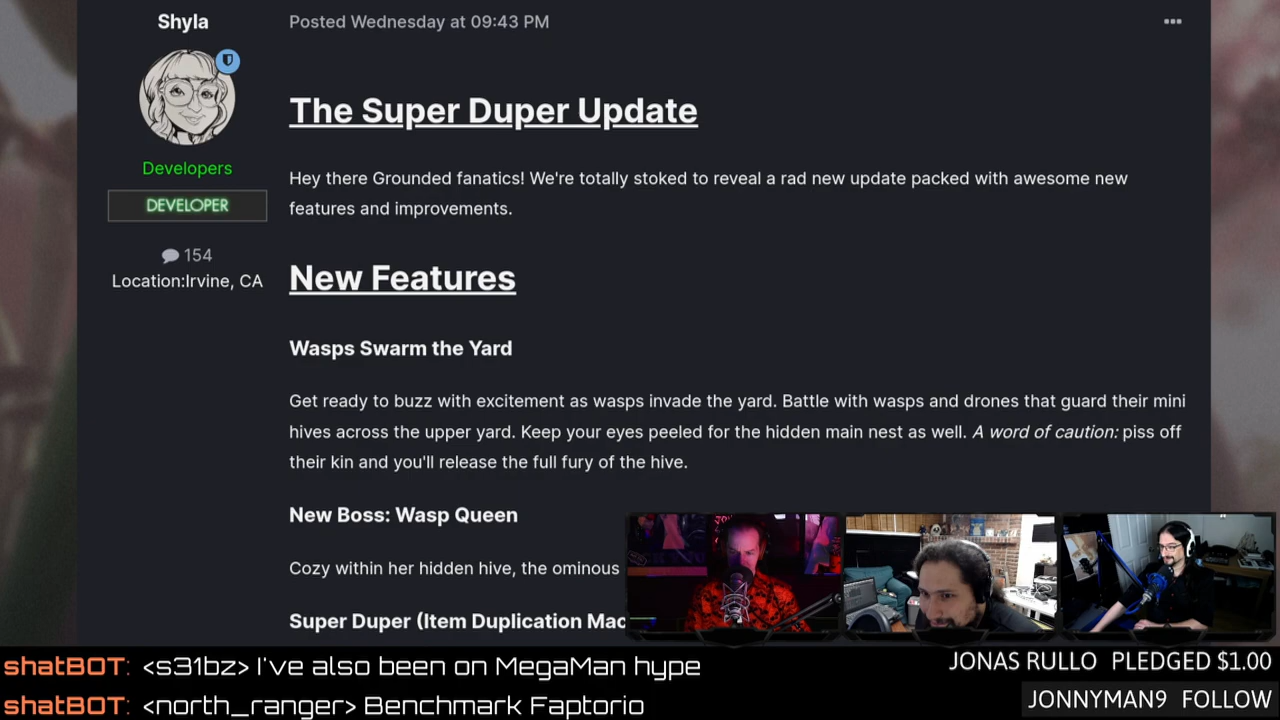 Shyla
Posted Wednesday at 09:43 PM
The Super Duper Update
Developers
Hey there Grounded fanatics! We're totally stoked to reveal a rad new update packed with awesome new
DEVELOPER
features and improvements.
154
Location:Irvine, CA
New Features
Wasps Swarm the Yard
Get ready to buzz with excitement as wasps invade the yard. Battle with wasps and drones that guard their mini
hives across the upper yard. Keep your eyes peeled for the hidden main nest as well. A word of caution: piss off
their kin and you'll release the full fury of the hive.
New Boss: Wasp Queen
Cozy within her hidden hive, the ominous
Super Duper (Item Duplication Mac
shatBOT: <s31bz> I've also been on MegaMan hype
JONAS RULLO PLEDGED $1.00
shatBOT: <north_ranger> Benchmark Faptorio
JONNYMAN9 FOLLOW